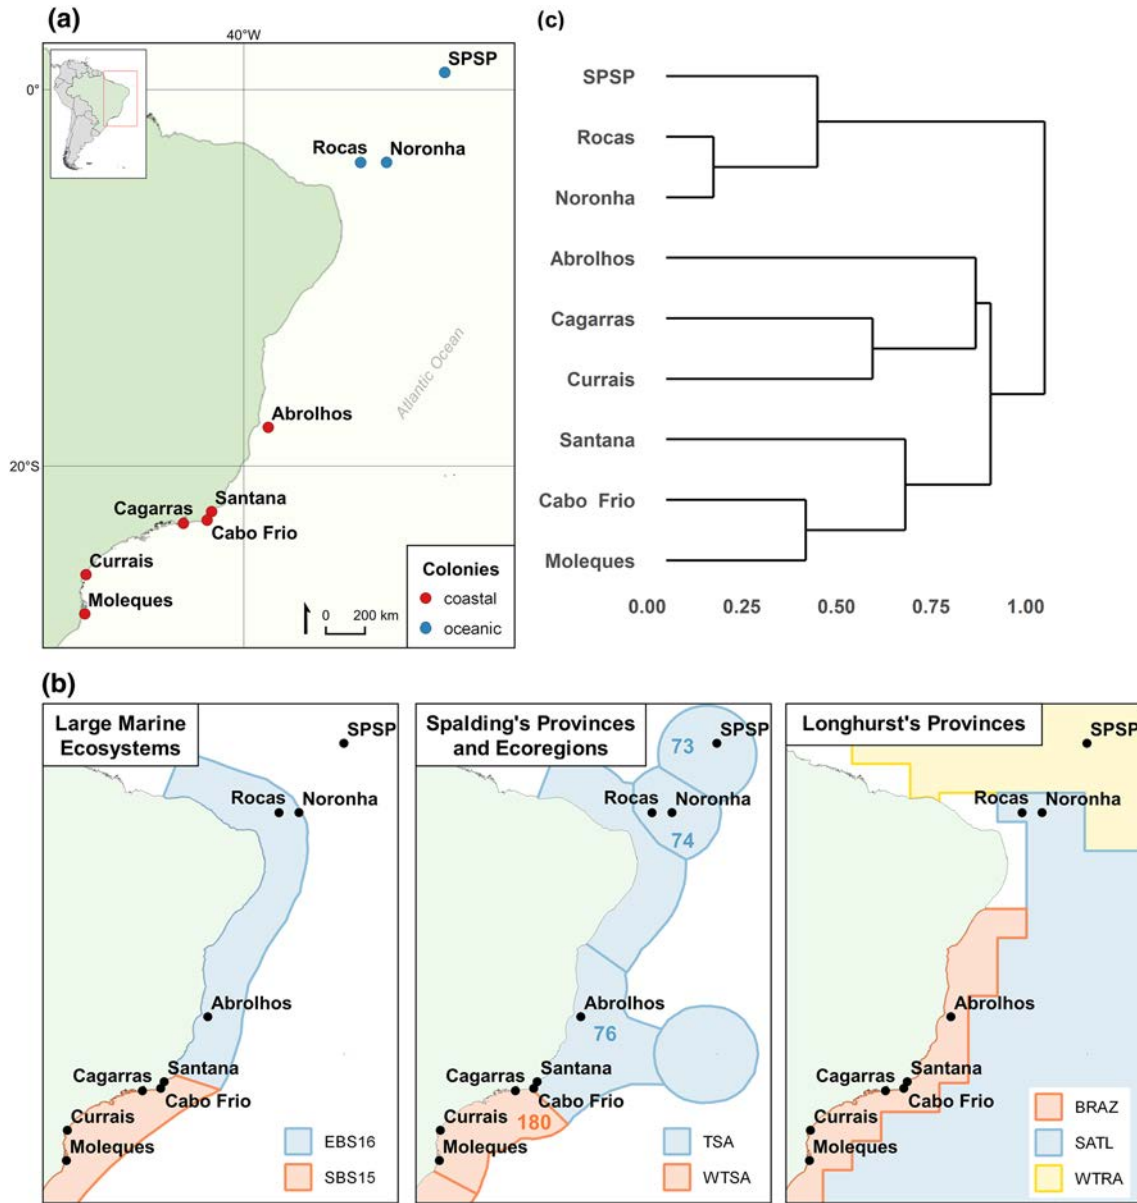 (a)
40°W
SPSP
0°
Rocas Noronha
Atlantic Ocean
Abrolhos
20°S
Santana
Cagarras
Cabo Frio
Currais
Moleques
0 200 km
Colonies
coastal
oceanic
(c)
SPSP
Rocas
Noronha
Abrolhos
Cagarras
Currais
Santana
Cabo Frio
Moleques
0.00 0.25 0.50 0.75 1.00
(b)
Large Marine
Ecosystems
SPSP
Rocas Noronha
Abrolhos
Santana
Cagarras
Cabo Frio
Currais
Moleques
EBS16
SBS15
Spalding's Provinces
and Ecoregions
SPSP
73
Rocas Noronha
74
Abrolhos
76
Santana
Cagarras
Cabo Frio
Currais 180
Moleques
TSA
WTSA
Longhurst's Provinces
SPSP
Rocas Noronha
Abrolhos
Santana
Cagarras
Cabo Frio
Currais
Moleques
BRAZ
SATL
WTRA